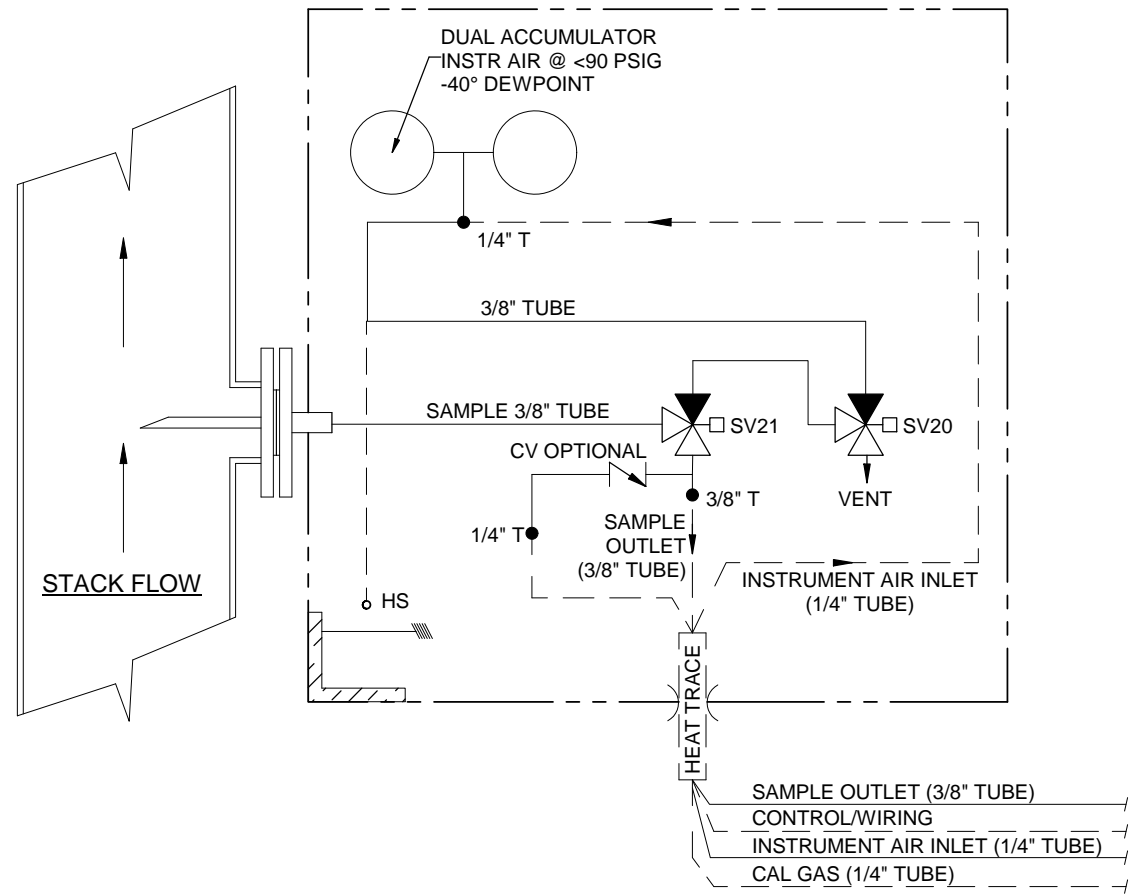 DUAL ACCUMULATOR
INSTR AIR @ <90 PSIG
-40° DEWPOINT
1/4" T
3/8" TUBE
SAMPLE 3/8" TUBE
SV21
SV20
CV OPTIONAL
3/8" T
VENT
1/4" T
SAMPLE
OUTLET
(3/8" TUBE)
INSTRUMENT AIR INLET
(1/4" TUBE)
STACK FLOW
HS
HEAT TRACE
SAMPLE OUTLET (3/8" TUBE)
CONTROL/WIRING
INSTRUMENT AIR INLET (1/4" TUBE)
CAL GAS (1/4" TUBE)